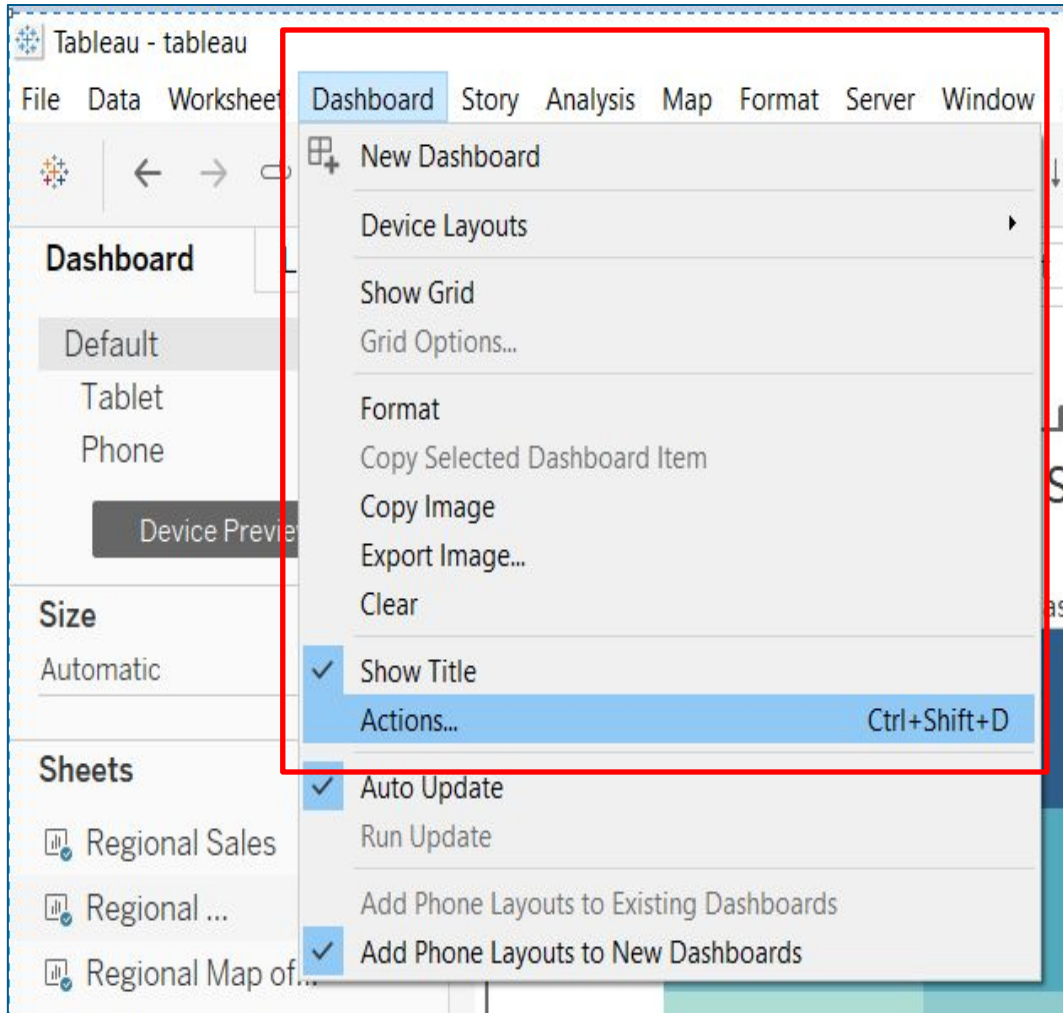 Tableau - tableau
File Data Worksheet Dashboard Story Analysis Map Format Server Window
New Dashboard
Device Layouts
Dashboard
Show Grid
Default
Grid Options...
Tablet
Format
Phone
Copy Selected Dashboard Item
Copy Image
Device Previe
Export Image...
Size
Clear
Automatic
Show Title
Actions... Ctrl+Shift+D
Sheets
Auto Update
Regional Sales
Run Update
Regional ...
Add Phone Layouts to Existing Dashboards
Add Phone Layouts to New Dashboards
Regional Map of...